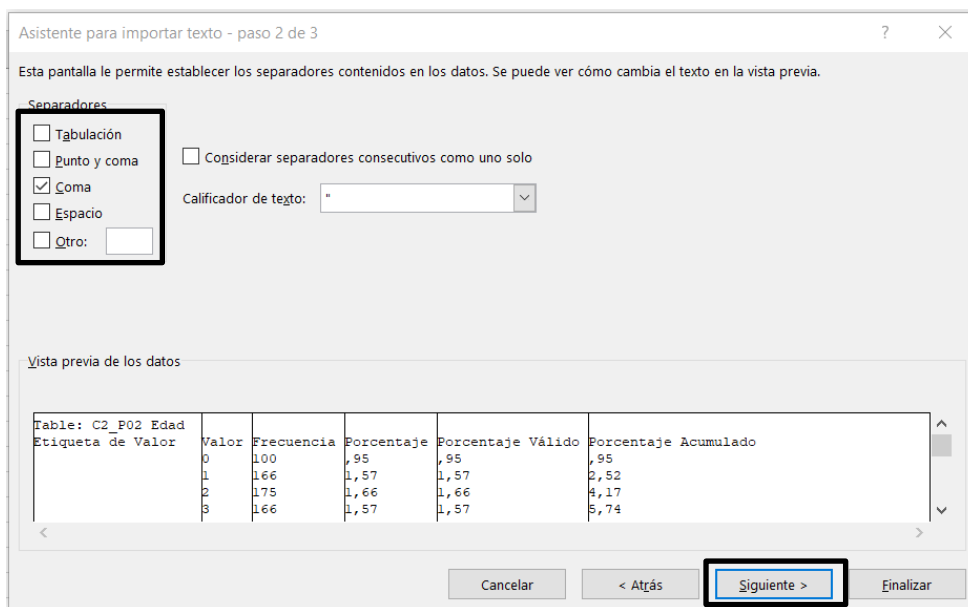 Asistente para importar texto - paso 2 de 3 ?
Esta pantalla le permite establecer los separadores contenidos en los datos. Se puede ver cómo cambia el texto en la vista previa.
Separadores
Tabulación
Punto y coma
Coma
Espacio
Otro:
Considerar separadores consecutivos como uno solo
Calificador de texto: "
Vista previa de los datos
Table: C2_P02 Edad
Etiqueta de Valor Valor Frecuencia Porcentaje Porcentaje Válido Porcentaje Acumulado
0 100 ,95 ,95 ,95
1 166 1,57 1,57 2,52
2 175 1,66 1,66 4,17
3 166 1,57 1,57 5,74
Cancelar < Atrás Siguiente > Finalizar